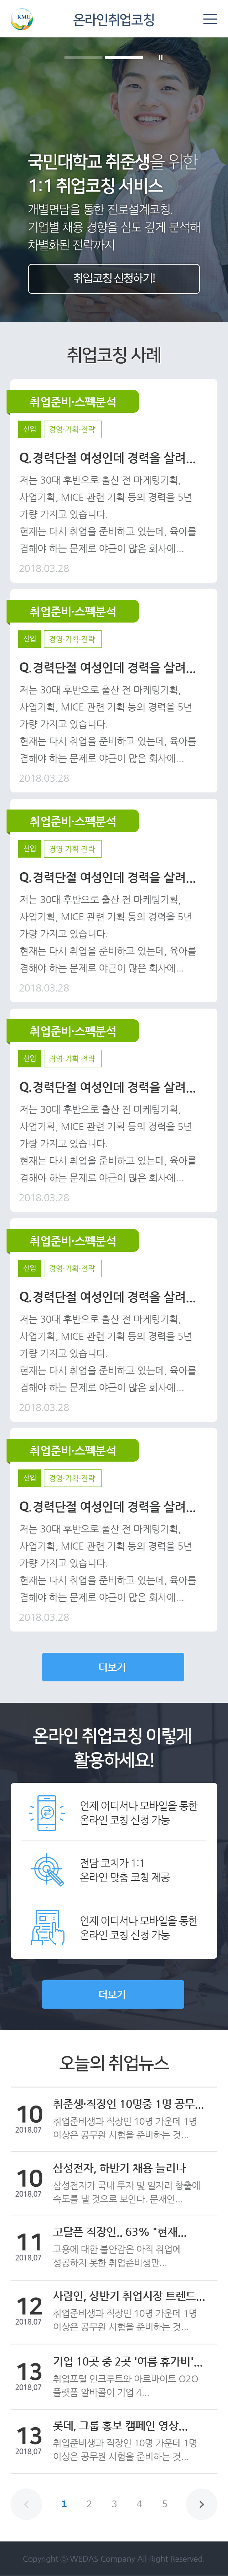 KMU
온라인취업코칭
국민대학교 취준생을 위한
1:1 취업코칭 서비스
개별면담을 통한 진로설계코칭,
기업별 채용 경향을 심도 깊게 분석해
차별화된 전략까지
취업코칭 신청하기!
취업코칭 사례
취업준비·스펙분석
신입 경영·기획·전략
Q.경력단절 여성인데 경력을 살려...
저는 30대 후반으로 출산 전 마케팅기획,
사업기획, MICE 관련 기획 등의 경력을 5년
가량 가지고 있습니다.
현재는 다시 취업을 준비하고 있는데, 육아를
겸해야 하는 문제로 야근이 많은 회사에...
2018.03.28
취업준비·스펙분석
신입 경영·기획·전략
Q.경력단절 여성인데 경력을 살려...
저는 30대 후반으로 출산 전 마케팅기획,
사업기획, MICE 관련 기획 등의 경력을 5년
가량 가지고 있습니다.
현재는 다시 취업을 준비하고 있는데, 육아를
겸해야 하는 문제로 야근이 많은 회사에...
2018.03.28
취업준비·스펙분석
신입 경영·기획·전략
Q.경력단절 여성인데 경력을 살려...
저는 30대 후반으로 출산 전 마케팅기획,
사업기획, MICE 관련 기획 등의 경력을 5년
가량 가지고 있습니다.
현재는 다시 취업을 준비하고 있는데, 육아를
겸해야 하는 문제로 야근이 많은 회사에...
2018.03.28
취업준비·스펙분석
신입 경영·기획·전략
Q.경력단절 여성인데 경력을 살려...
저는 30대 후반으로 출산 전 마케팅기획,
사업기획, MICE 관련 기획 등의 경력을 5년
가량 가지고 있습니다.
현재는 다시 취업을 준비하고 있는데, 육아를
겸해야 하는 문제로 야근이 많은 회사에...
2018.03.28
취업준비·스펙분석
신입 경영·기획·전략
Q.경력단절 여성인데 경력을 살려...
저는 30대 후반으로 출산 전 마케팅기획,
사업기획, MICE 관련 기획 등의 경력을 5년
가량 가지고 있습니다.
현재는 다시 취업을 준비하고 있는데, 육아를
겸해야 하는 문제로 야근이 많은 회사에...
2018.03.28
취업준비·스펙분석
신입 경영·기획·전략
Q.경력단절 여성인데 경력을 살려...
저는 30대 후반으로 출산 전 마케팅기획,
사업기획, MICE 관련 기획 등의 경력을 5년
가량 가지고 있습니다.
현재는 다시 취업을 준비하고 있는데, 육아를
겸해야 하는 문제로 야근이 많은 회사에...
2018.03.28
더보기
온라인 취업코칭 이렇게
활용하세요!
언제 어디서나 모바일을 통한
온라인 코칭 신청 가능
전담 코치가 1:1
온라인 맞춤 코칭 제공
언제 어디서나 모바일을 통한
온라인 코칭 신청 가능
더보기
오늘의 취업뉴스
10
2018,07
취준생·직장인 10명중 1명 공무...
취업준비생과 직장인 10명 가운데 1명
이상은 공무원 시험을 준비하는 것...
10
2018,07
삼성전자, 하반기 채용 늘리나
삼성전자가 국내 투자 및 일자리 창출에
속도를 낼 것으로 보인다. 문재인...
11
2018,07
고달픈 직장인.. 63% "현재...
고용에 대한 불안감은 아직 취업에
성공하지 못한 취업준비생만...
12
2018,07
사람인, 상반기 취업시장 트렌드...
취업준비생과 직장인 10명 가운데 1명
이상은 공무원 시험을 준비하는 것...
13
2018,07
기업 10곳 중 2곳 '여름 휴가비'...
취업포털 인크루트와 아르바이트 O2O
플랫폼 알바콜이 기업 4...
13
2018,07
롯데, 그룹 홍보 캠페인 영상...
취업준비생과 직장인 10명 가운데 1명
이상은 공무원 시험을 준비하는 것...
1 2 3 4 5
Copyright ⓒ WEDAS Company All Right Reserved.